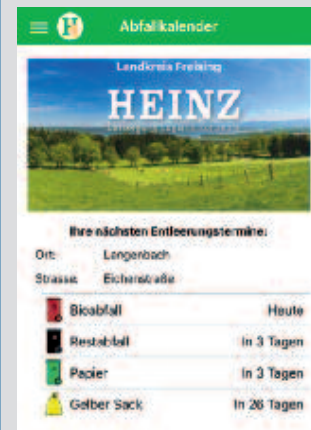 H Abfallkalender
Landkreis Freising
HEINZ
Ihre nächsten Entleerungstermine:
Ort: Langenbach
Strasse: Eichenstraße
Bioabfall Heute
Restabfall In 3 Tagen
Papier In 3 Tagen
Gelber Sack In 26 Tagen